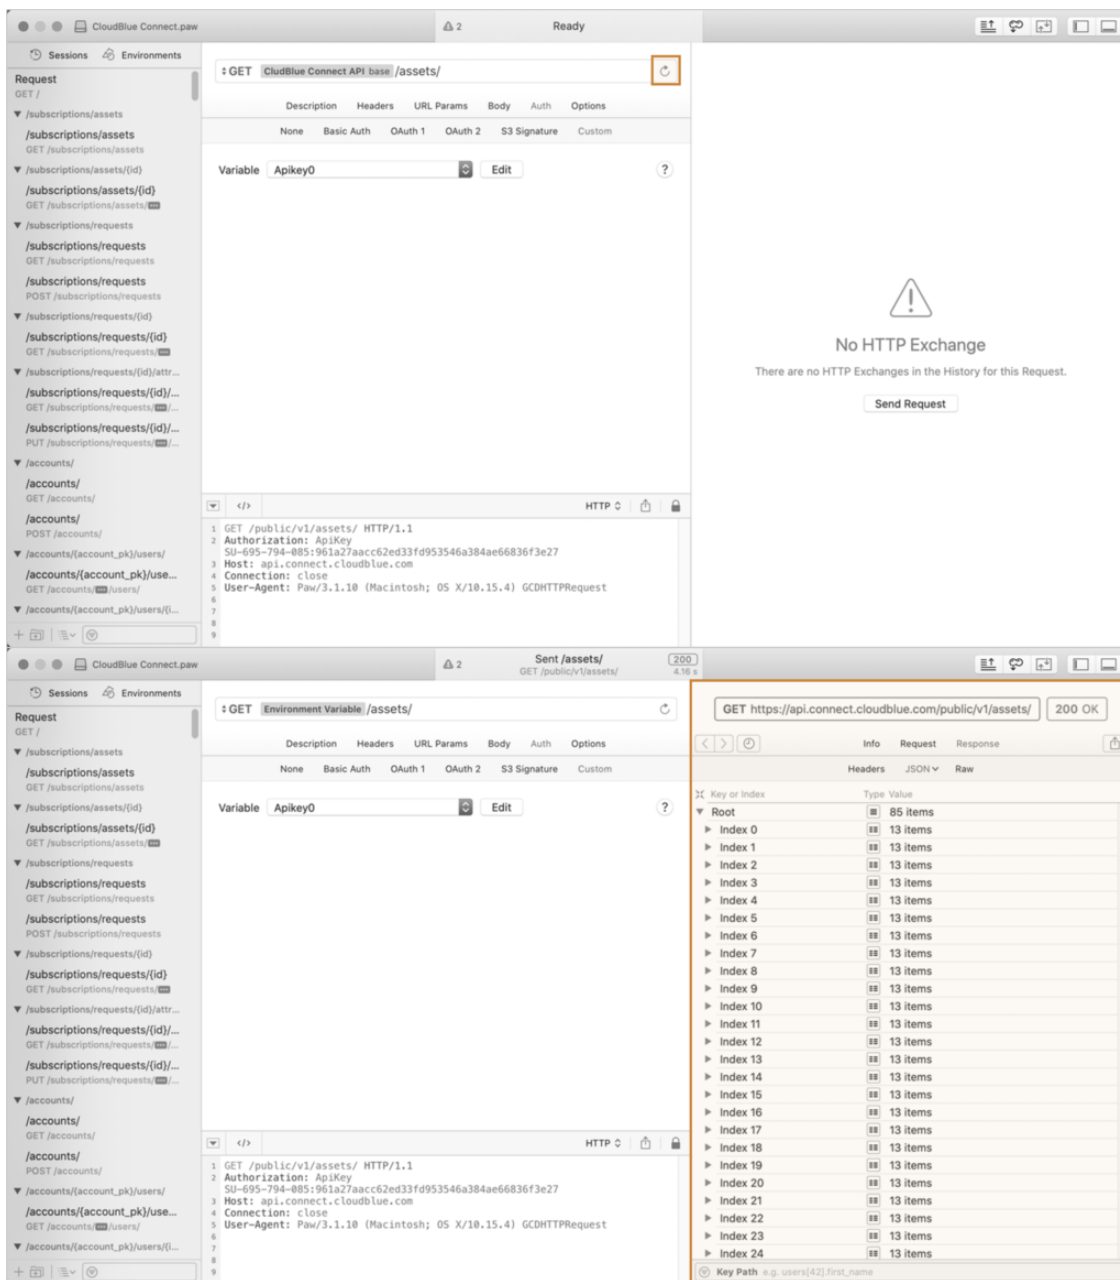 CloudBlue Connect.paw
2
Ready
Sessions
Environments
Request
GET /
/subscriptions/assets
/subscriptions/assets
GET /subscriptions/assets
/subscriptions/assets/{id}
/subscriptions/assets/{id}
GET /subscriptions/assets/
/subscriptions/requests
/subscriptions/requests
GET /subscriptions/requests
/subscriptions/requests
POST /subscriptions/requests
/subscriptions/requests/{id}
/subscriptions/requests/{id}
GET /subscriptions/requests/
/subscriptions/requests/{id}/attr...
/subscriptions/requests/{id}/...
GET /subscriptions/requests/ /...
/subscriptions/requests/{id}/...
PUT /subscriptions/requests/ /...
/accounts/
/accounts/
GET /accounts/
/accounts/
POST /accounts/
/accounts/{account_pk}/users/
/accounts/{account_pk}/use...
GET /accounts/ /users/
/accounts/{account_pk}/users/{i...
GET CludBlue Connect API base /assets/
Description Headers URL Params Body Auth Options
None Basic Auth OAuth 1 OAuth 2 S3 Signature Custom
Variable Apikey0 Edit ?
</> HTTP
1 GET /public/v1/assets/ HTTP/1.1
2 Authorization: ApiKey
SU-695-794-085:961a27aacc62ed33fd953546a384ae66836f3e27
3 Host: api.connect.cloudblue.com
4 Connection: close
5 User-Agent: Paw/3.1.10 (Macintosh; OS X/10.15.4) GCDHTTPRequest
6
7
8
9
No HTTP Exchange
There are no HTTP Exchanges in the History for this Request.
Send Request
CloudBlue Connect.paw
2
Sent /assets/
GET /public/v1/assets/
200
4.16 s
Sessions
Environments
Request
GET /
/subscriptions/assets
/subscriptions/assets
GET /subscriptions/assets
/subscriptions/assets/{id}
/subscriptions/assets/{id}
GET /subscriptions/assets/
/subscriptions/requests
/subscriptions/requests
GET /subscriptions/requests
/subscriptions/requests
POST /subscriptions/requests
/subscriptions/requests/{id}
/subscriptions/requests/{id}
GET /subscriptions/requests/
/subscriptions/requests/{id}/attr...
/subscriptions/requests/{id}/...
GET /subscriptions/requests/ /...
/subscriptions/requests/{id}/...
PUT /subscriptions/requests/ /...
/accounts/
/accounts/
GET /accounts/
/accounts/
POST /accounts/
/accounts/{account_pk}/users/
/accounts/{account_pk}/use...
GET /accounts/ /users/
/accounts/{account_pk}/users/{i...
GET Environment Variable /assets/
Description Headers URL Params Body Auth Options
None Basic Auth OAuth 1 OAuth 2 S3 Signature Custom
Variable Apikey0 Edit ?
</> HTTP
1 GET /public/v1/assets/ HTTP/1.1
2 Authorization: ApiKey
SU-695-794-085:961a27aacc62ed33fd953546a384ae66836f3e27
3 Host: api.connect.cloudblue.com
4 Connection: close
5 User-Agent: Paw/3.1.10 (Macintosh; OS X/10.15.4) GCDHTTPRequest
6
7
8
9
GET https://api.connect.cloudblue.com/public/v1/assets/ 200 OK
Info Request Response
Headers JSON Raw
Key or Index Type Value
Root 85 items
Index 0 13 items
Index 1 13 items
Index 2 13 items
Index 3 13 items
Index 4 13 items
Index 5 13 items
Index 6 13 items
Index 7 13 items
Index 8 13 items
Index 9 13 items
Index 10 13 items
Index 11 13 items
Index 12 13 items
Index 13 13 items
Index 14 13 items
Index 15 13 items
Index 16 13 items
Index 17 13 items
Index 18 13 items
Index 19 13 items
Index 20 13 items
Index 21 13 items
Index 22 13 items
Index 23 13 items
Index 24 13 items
Key Path e.g. users[42].first_name